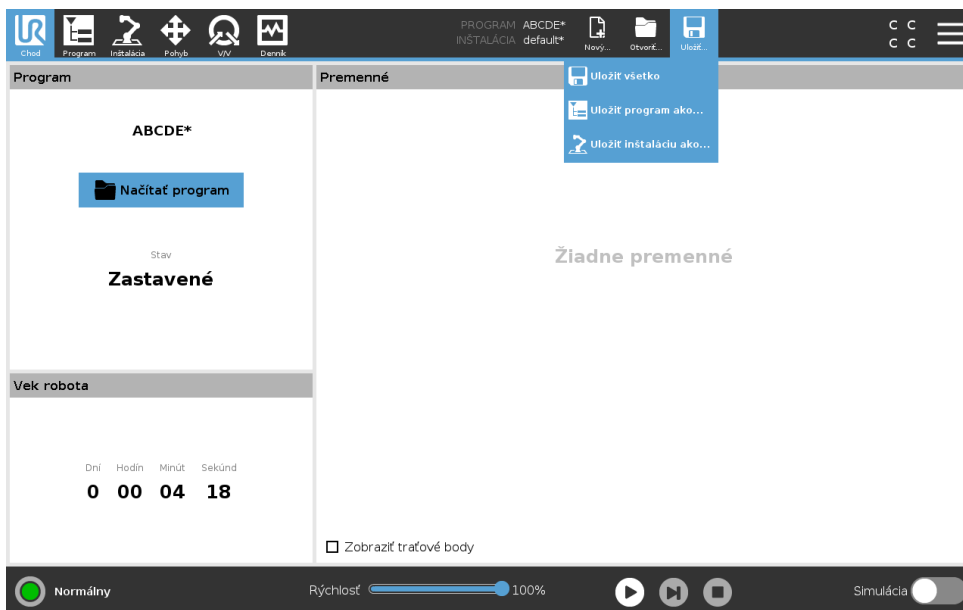 UR
Chod Program Inštalácia Pohyb V/V Denník
PROGRAM ABCDE*
INŠTALÁCIA default*
Nový... Otvoriť... Uložiť...
C C
C C
Program
ABCDE*
Načítať program
Stav
Zastavené
Vek robota
Dní Hodín Minút Sekúnd
0 00 04 18
Premenné
Uložiť všetko
Uložiť program ako...
Uložiť inštaláciu ako...
Žiadne premenné
Zobraziť traťové body
Normálny
Rýchlosť 100%
Simulácia